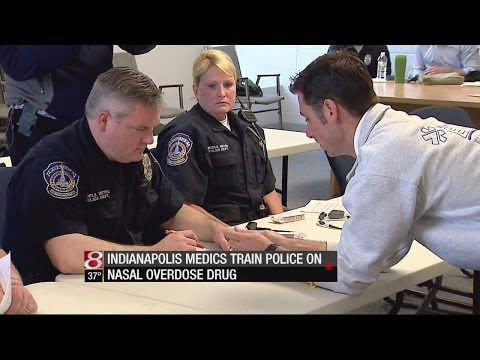 INDIANAPOLIS MEDICS TRAIN POLICE ON
NASAL OVERDOSE DRUG
8
37°